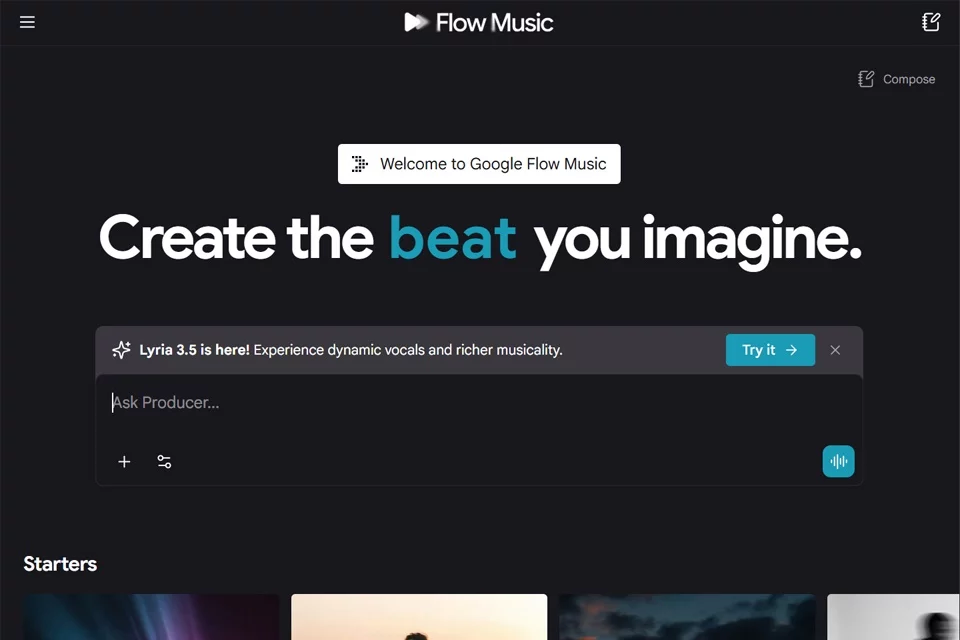 Flow Music
Compose
Welcome to Google Flow Music
Create the beat you imagine.
Lyria 3.5 is here! Experience dynamic vocals and richer musicality.
Try it
Ask Producer...
Starters